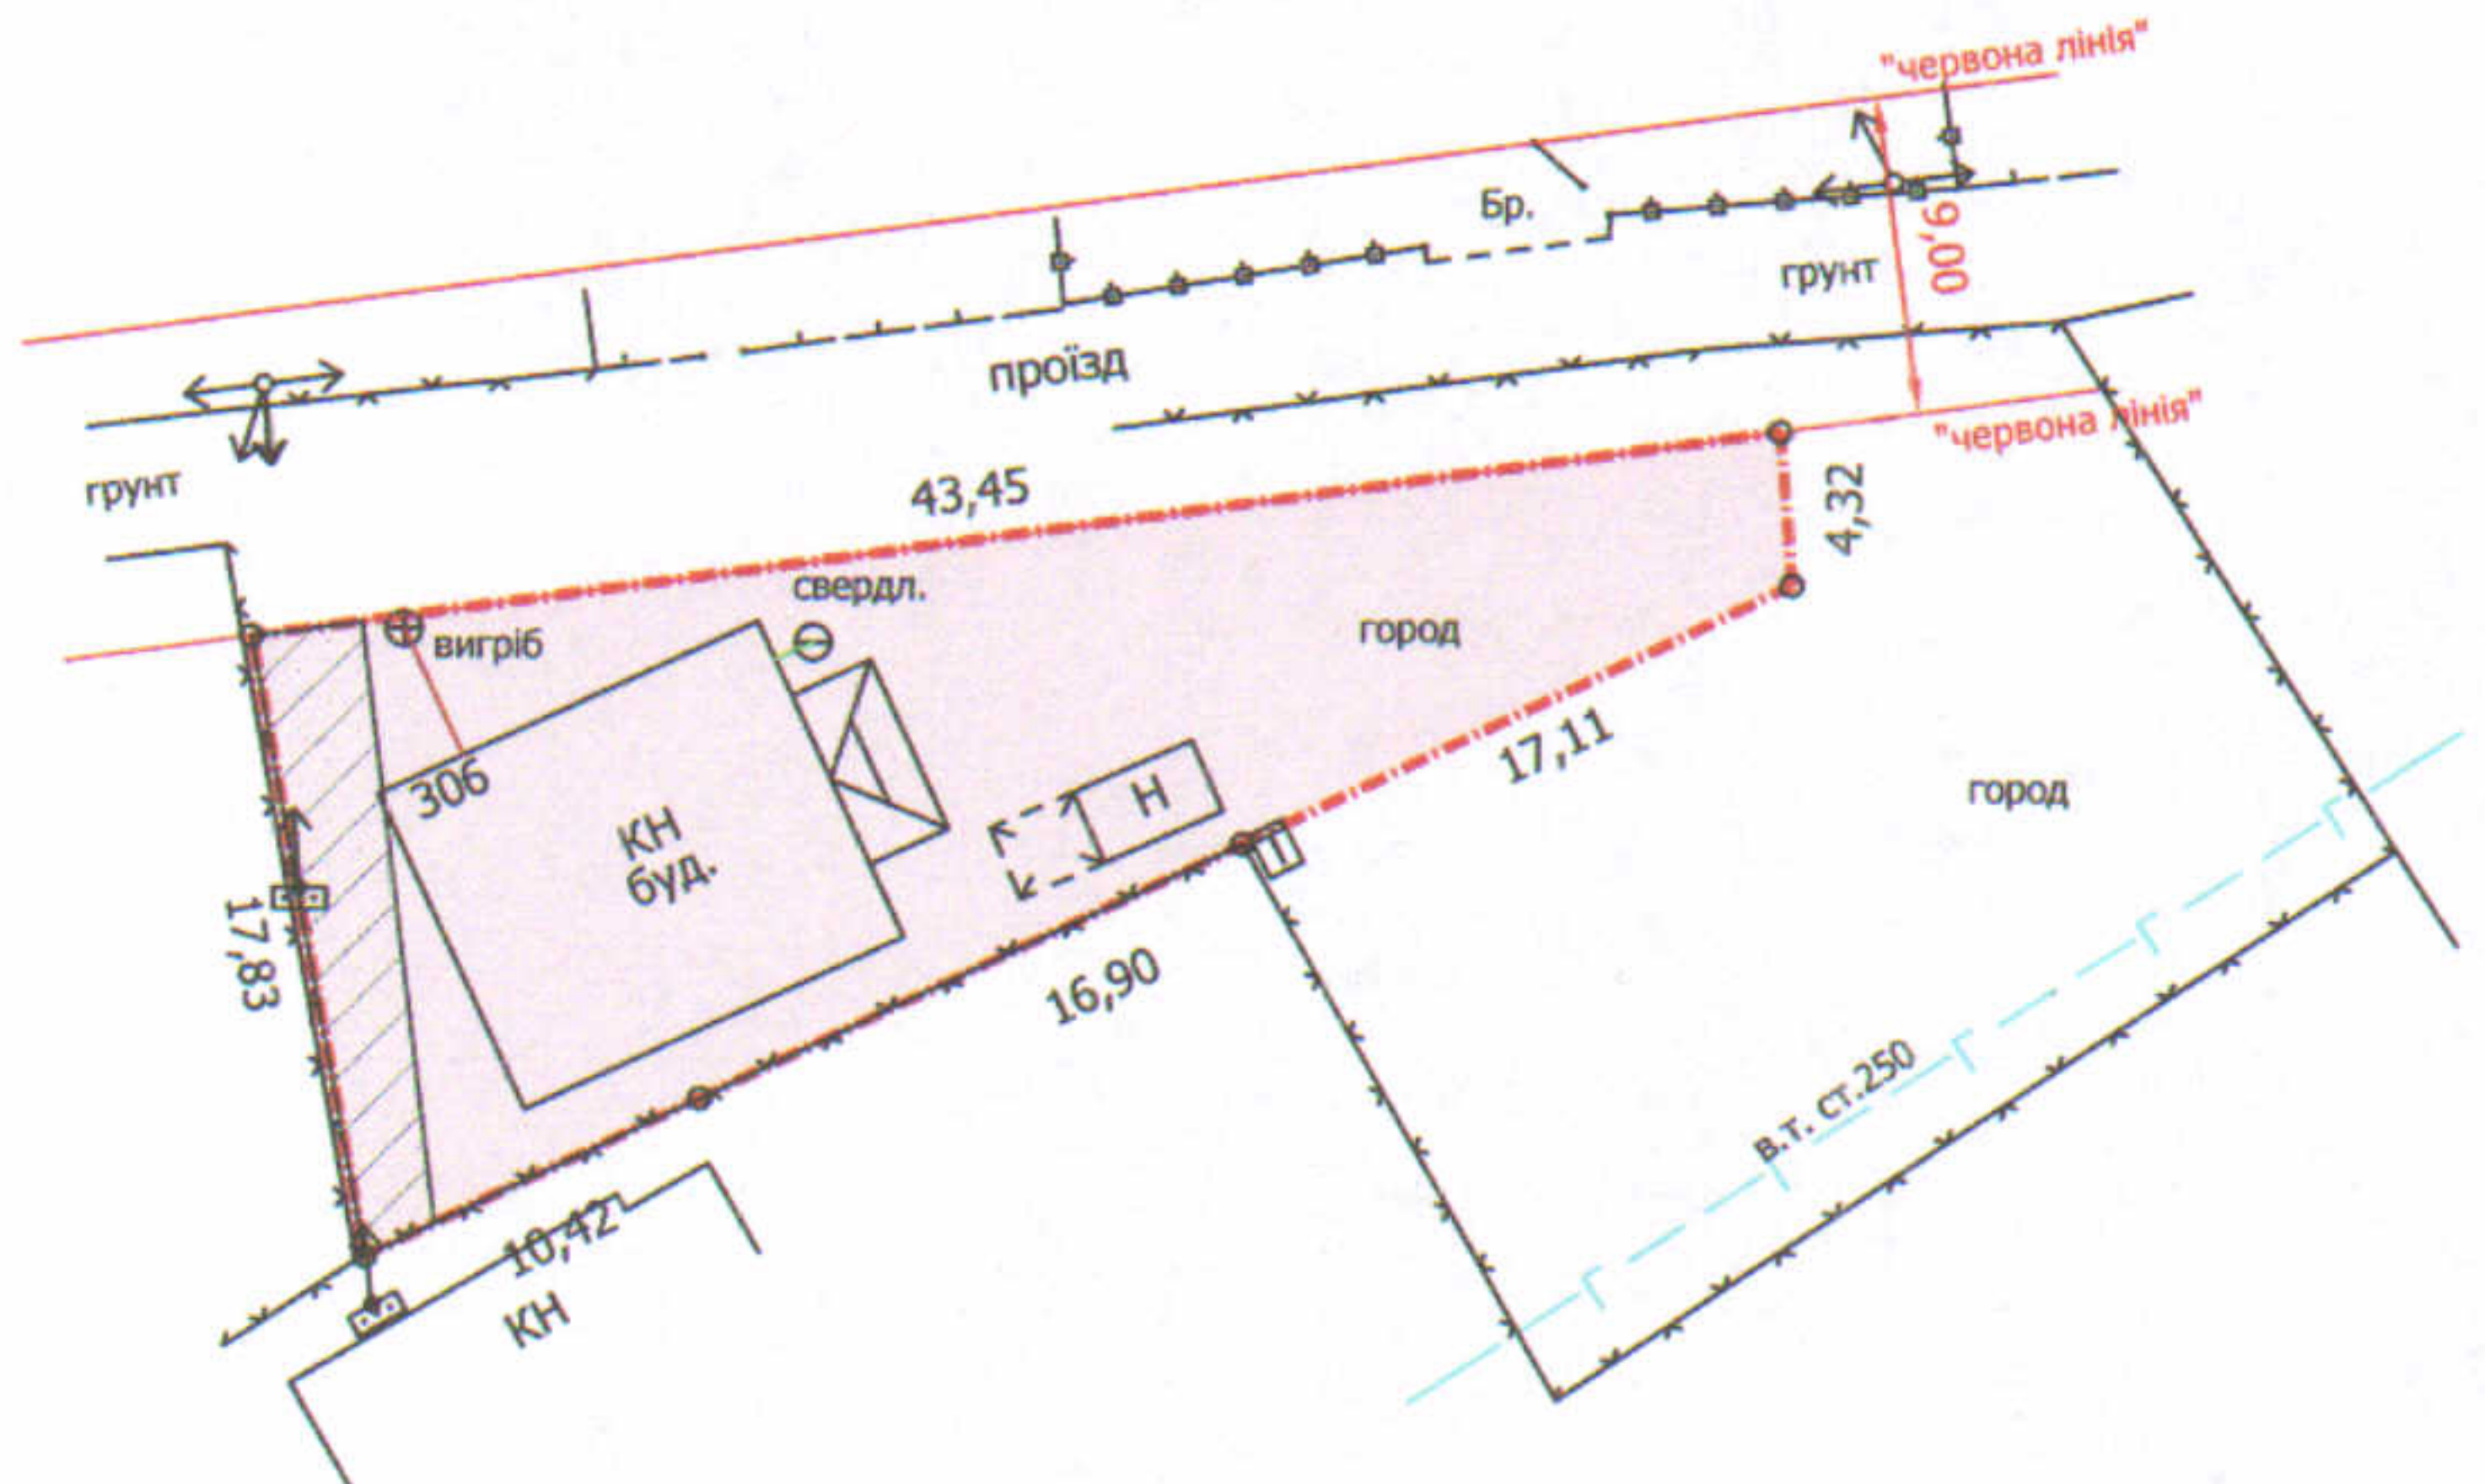 "червона лінія"
Бр.
9,00
грунт
проїзд
"червона лінія"
грунт
43,45
4,32
свердл.
вигріб
город
306
17,11
Н
город
КН
буд.
17,83
16,90
в.т. ст.250
10,42
КН